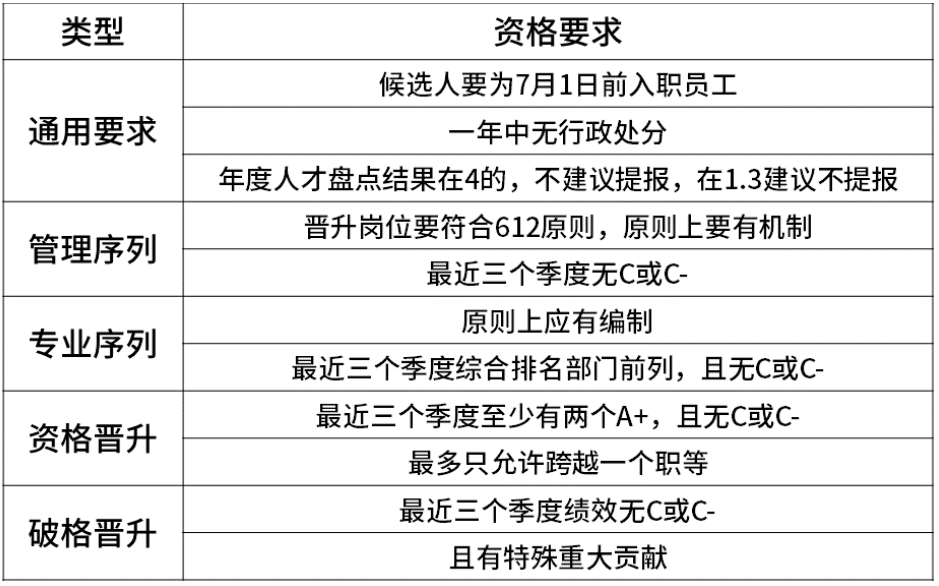 类型 资格要求
通用要求
候选人要为7月1日前入职员工
一年中无行政处分
年度人才盘点结果在4的，不建议提报，在1.3建议不提报
管理序列
晋升岗位要符合612原则，原则上要有机制
最近三个季度无C或C-
专业序列
原则上应有编制
最近三个季度综合排名部门前列，且无C或C-
资格晋升
最近三个季度至少有两个A+，且无C或C-
最多只允许跨越一个职等
破格晋升
最近三个季度绩效无C或C-
且有特殊重大贡献